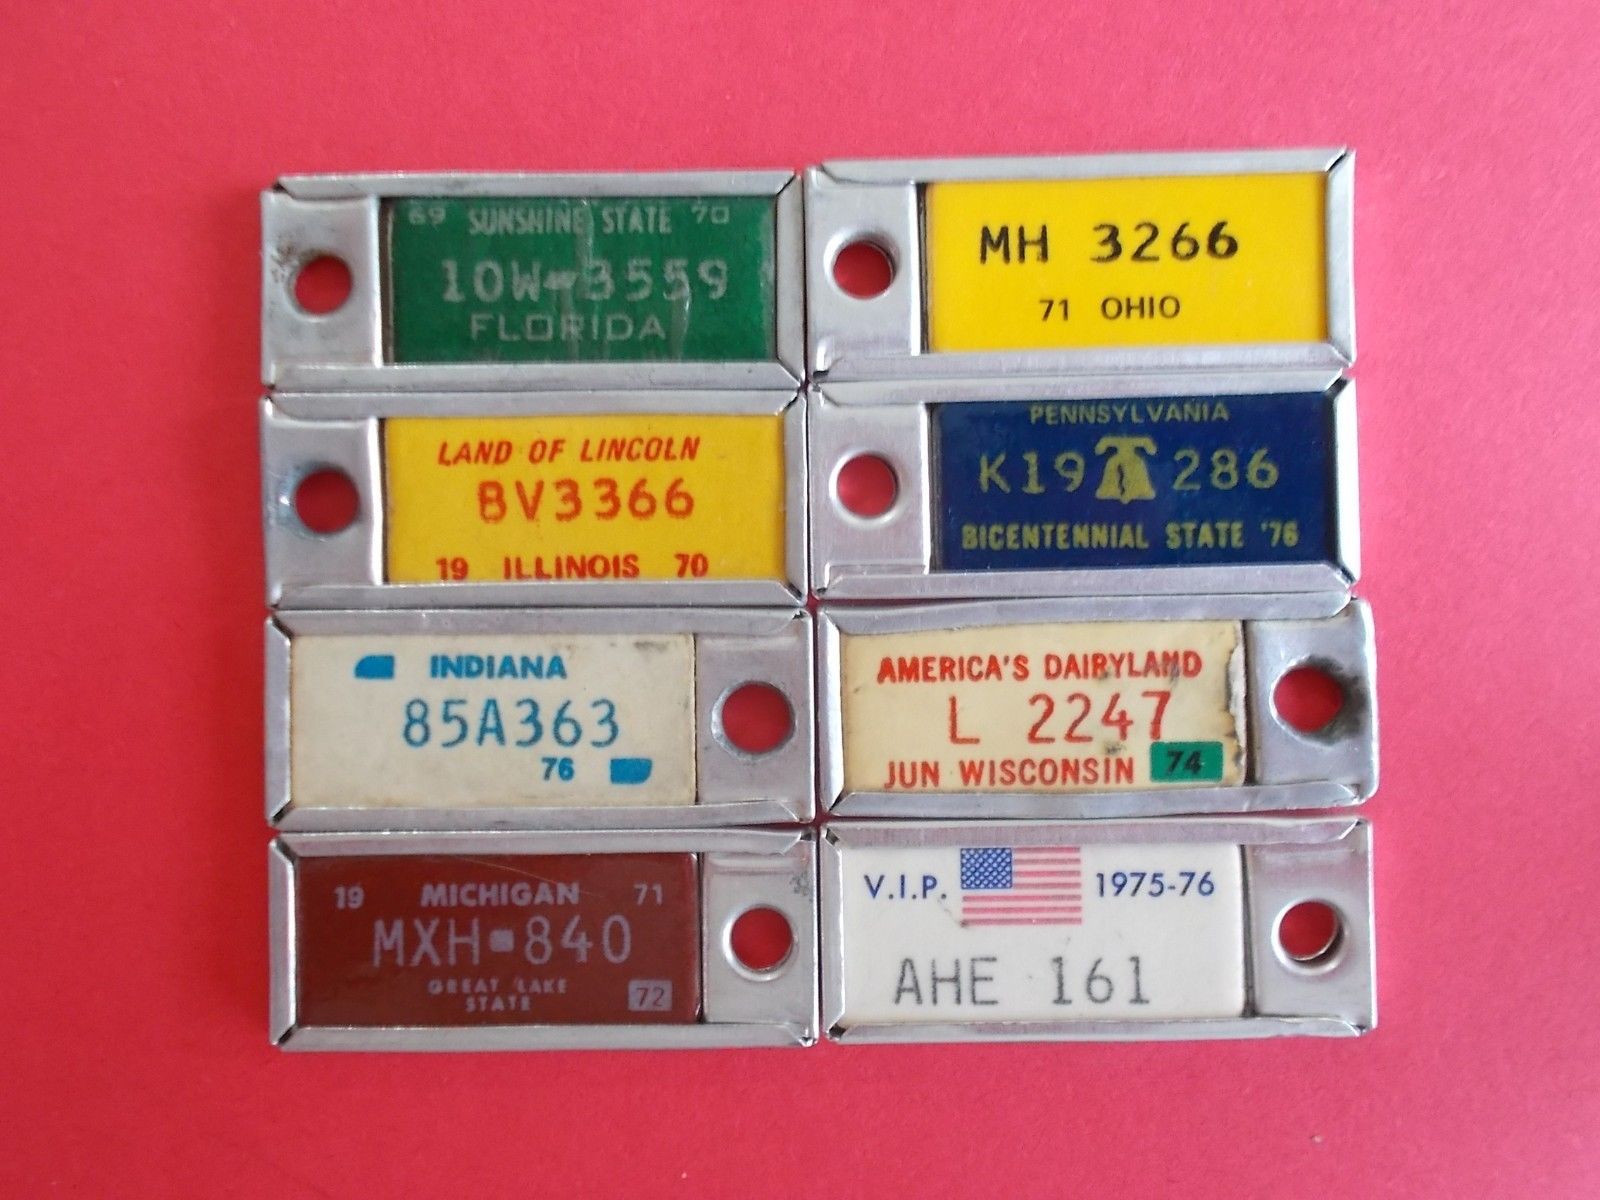 69 SUNSHINE STATE 70
10W-3559
FLORIDA
MH 3266
71 OHIO
LAND OF LINCOLN
BV3366
19 ILLINOIS 70
PENNSYLVANIA
K19 286
BICENTENNIAL STATE '76
INDIANA
85A363
76
AMERICA'S DAIRYLAND
L 2247
JUN WISCONSIN 74
19 MICHIGAN 71
MXH-840
GREAT LAKE
STATE 72
V.I.P. 1975-76
AHE 161